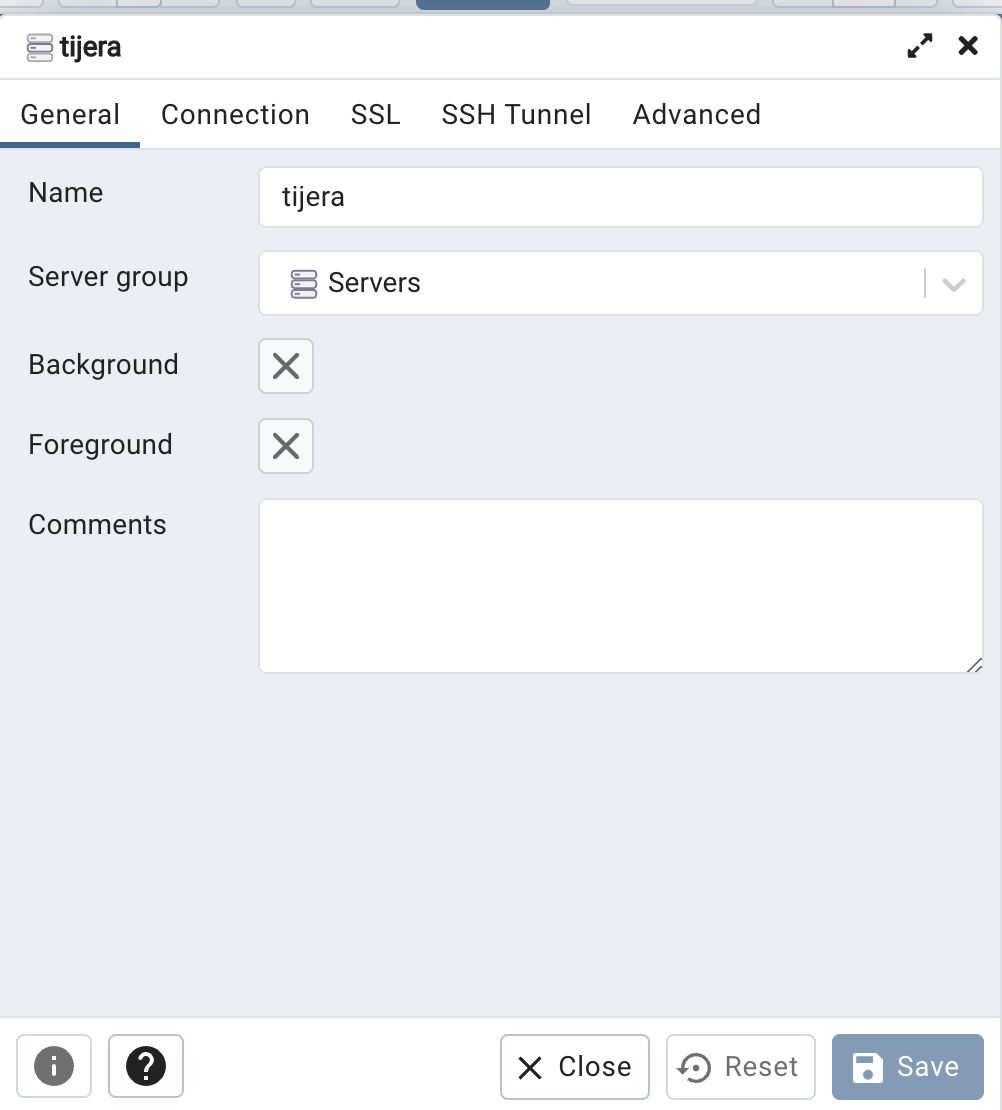 tijera
General Connection SSL SSH Tunnel Advanced
Name tijera
Server group Servers
Background
Foreground
Comments
Close Reset Save